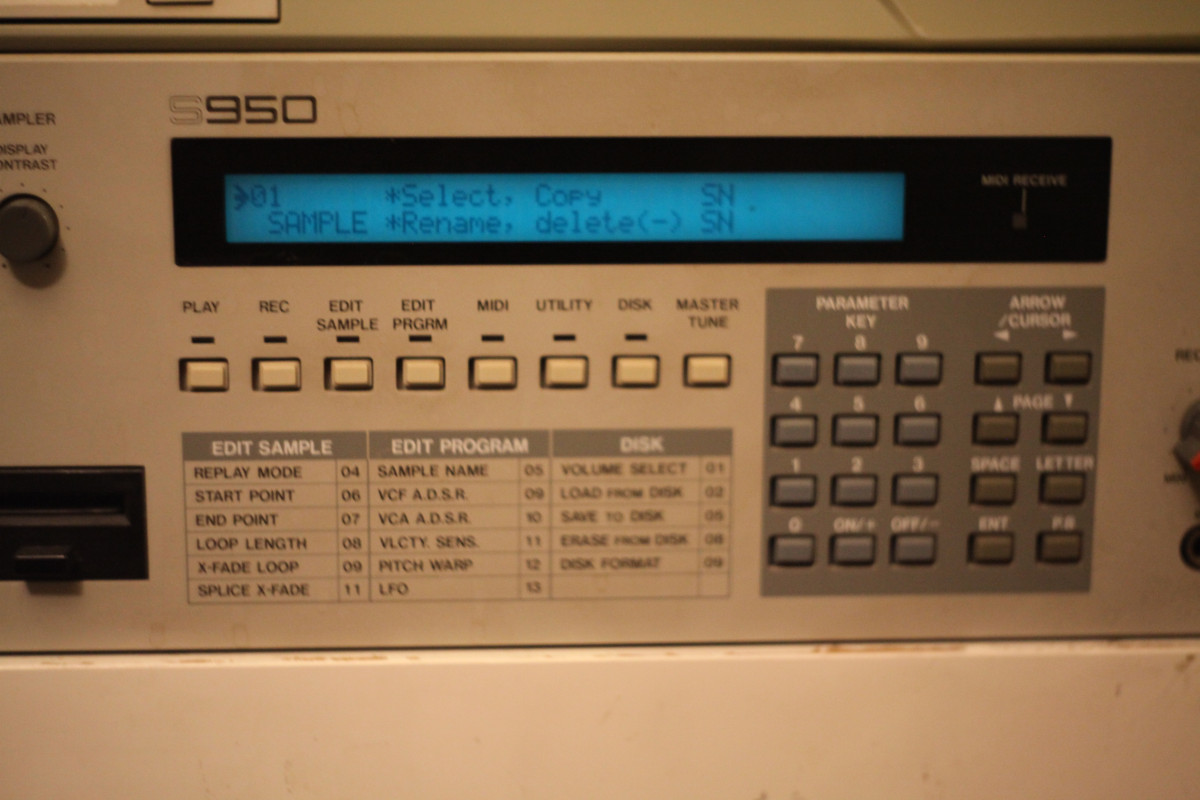 S950
AMPLER
DISPLAY
ONTRAST
01 *Select, Copy SN
SAMPLE *Rename, delete(-) SN
MIDI RECEIVE
PLAY REC EDIT SAMPLE EDIT PRGRM MIDI UTILITY DISK MASTER TUNE
EDIT SAMPLE EDIT PROGRAM DISK
REPLAY MODE 04 SAMPLE NAME 05 VOLUME SELECT 01
START POINT 06 VCF A.D.S.R. 09 LOAD FROM DISK 02
END POINT 07 VCA A.D.S.R. 10 SAVE TO DISK 05
LOOP LENGTH 08 VLCTY. SENS. 11 ERASE FROM DISK 08
X-FADE LOOP 09 PITCH WARP 12 DISK FORMAT 09
SPLICE X-FADE 11 LFO 13
PARAMETER KEY
ARROW /CURSOR
7 8 9
4 5 6 PAGE
1 2 3 SPACE LETTER
0 ON/+ OFF/- ENT P.B
REC